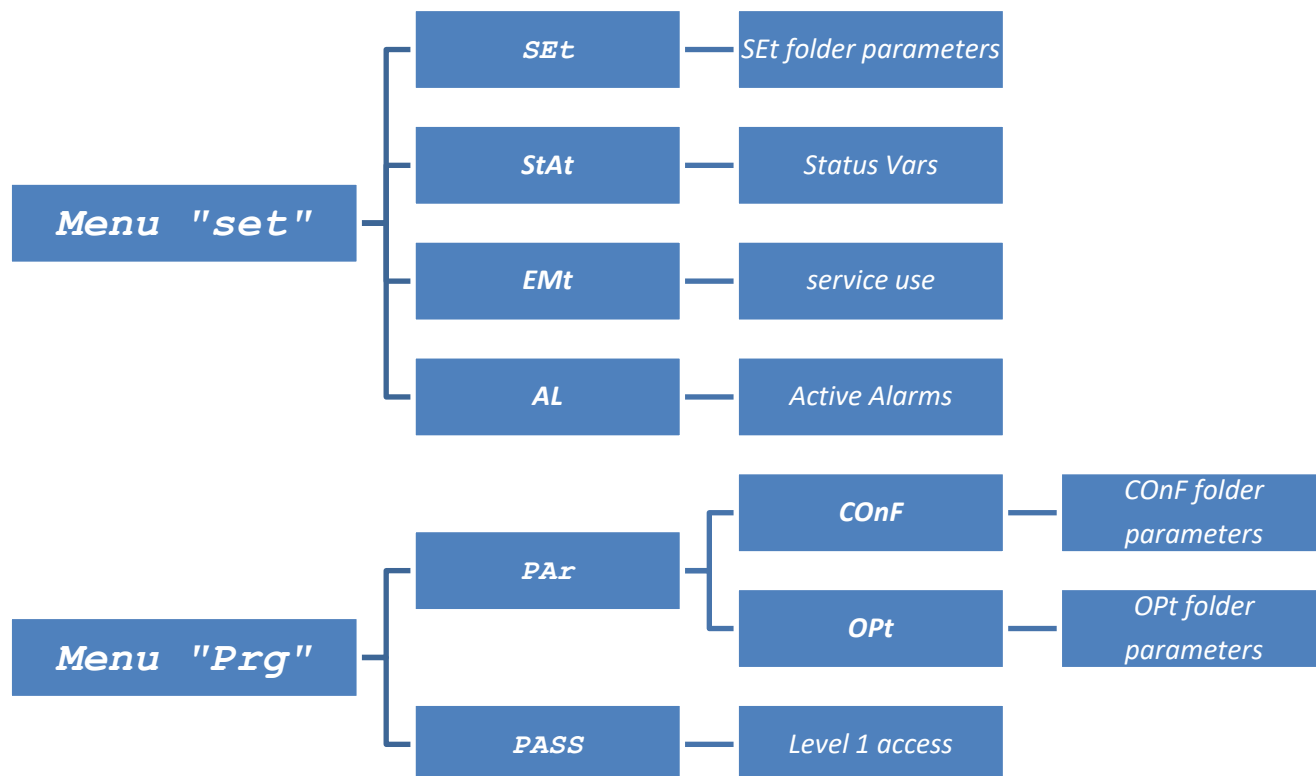 SEt
SEt folder parameters
StAt
Status Vars
Menu "set"
EMt
service use
AL
Active Alarms
COnF
COnF folder
parameters
PAr
OPt
OPt folder
parameters
Menu "Prg"
PASS
Level 1 access